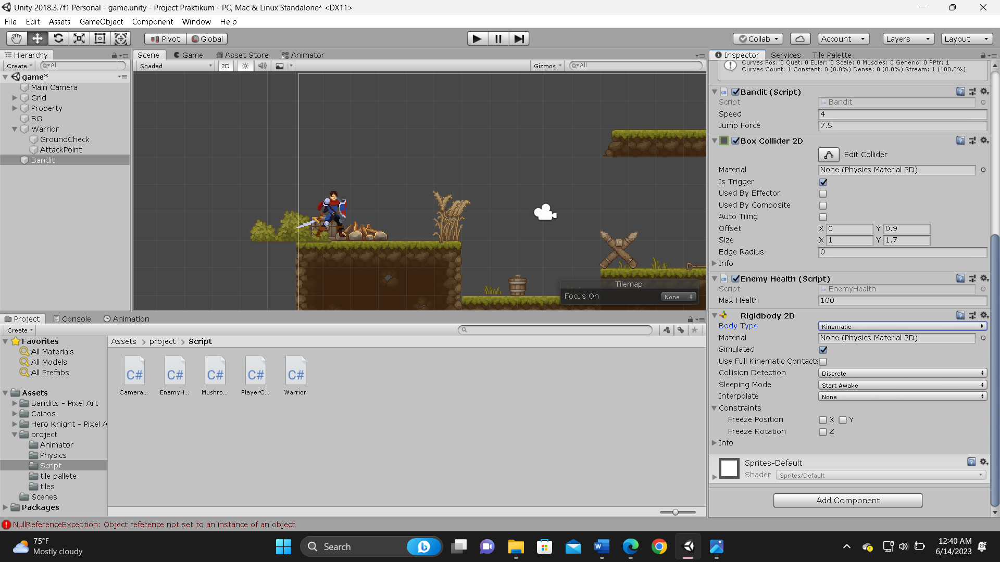 Unity 2018.3.7f1 Personal - game.unity - Project Praktikum - PC, Mac & Linux Standalone* <DX11>
File Edit Assets GameObject Component Window Help
Pivot Global Collab Account Layers Layout
Hierarchy
Create All
game*
Main Camera
Grid
Property
BG
Warrior
GroundCheck
AttackPoint
Bandit
Scene Game Asset Store Animator
Shaded 2D Gizmos All
Tilemap
Focus On None
Inspector Services Tile Palette
Curves Pos: 0 Quat: 0 Euler: 0 Scale: 0 Muscles: 0 Generic: 0 PPtr: 1
Curves Count: 1 Constant: 0 (0.0%) Dense: 0 (0.0%) Stream: 1 (100.0%)
Bandit (Script)
Script Bandit
Speed 4
Jump Force 7.5
Box Collider 2D
Edit Collider
Material None (Physics Material 2D)
Is Trigger
Used By Effector
Used By Composite
Auto Tiling
Offset X 0 Y 0.9
Size X 1 Y 1.7
Edge Radius 0
Info
Enemy Health (Script)
Script EnemyHealth
Max Health 100
Rigidbody 2D
Body Type Kinematic
Material None (Physics Material 2D)
Simulated
Use Full Kinematic Contacts
Collision Detection Discrete
Sleeping Mode Start Awake
Interpolate None
Constraints
Freeze Position X Y
Freeze Rotation Z
Info
Sprites-Default
Shader Sprites/Default
Add Component
Project Console Animation
Create
Favorites
All Materials
All Models
All Prefabs
Assets
Bandits - Pixel Art
Cainos
Hero Knight - Pixel A
project
Animator
Physics
Script
tile pallete
tiles
Scenes
Packages
Assets project Script
C# C# C# C# C#
Camera... EnemyH... Mushro... PlayerC... Warrior
NullReferenceException: Object reference not set to an instance of an object
75°F
Mostly cloudy
Search
12:40 AM
6/14/2023